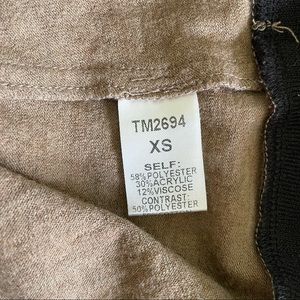 TM2694
XS
SELF:
58%POLYESTER
30%ACRYLIC
12%VISCOSE
CONTRAST:
50%POLYESTER